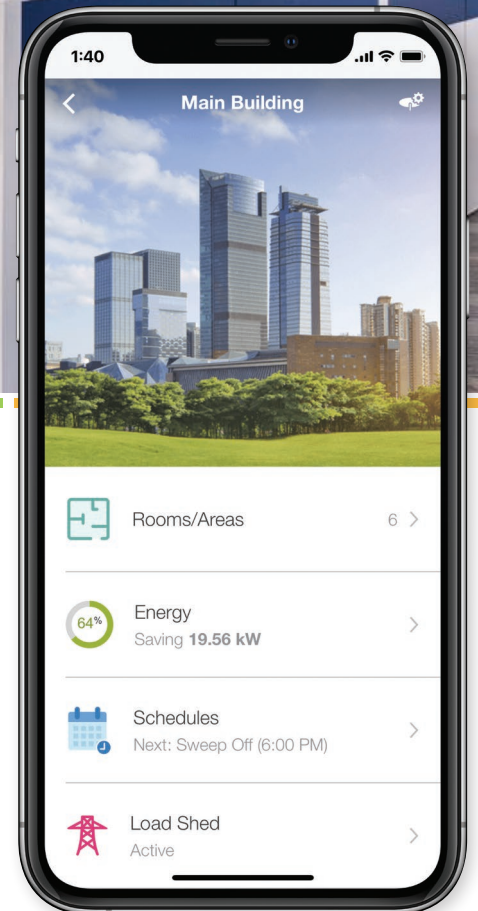 1:40
Main Building
Rooms/Areas
6
Energy
64%
Saving 19.56 kW
Schedules
Next: Sweep Off (6:00 PM)
Load Shed
Active